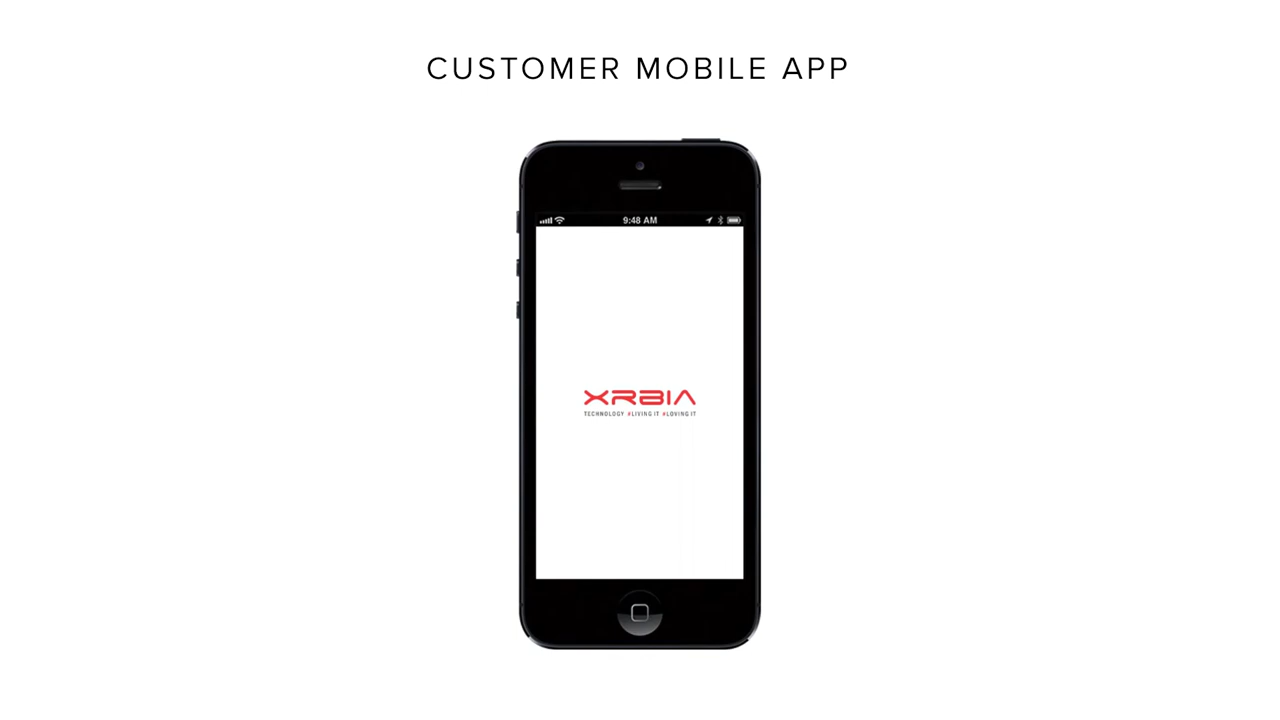 CUSTOMER MOBILE APP
9:48 AM
XRBIA
TECHNOLOGY #LIVING IT #LOVING IT